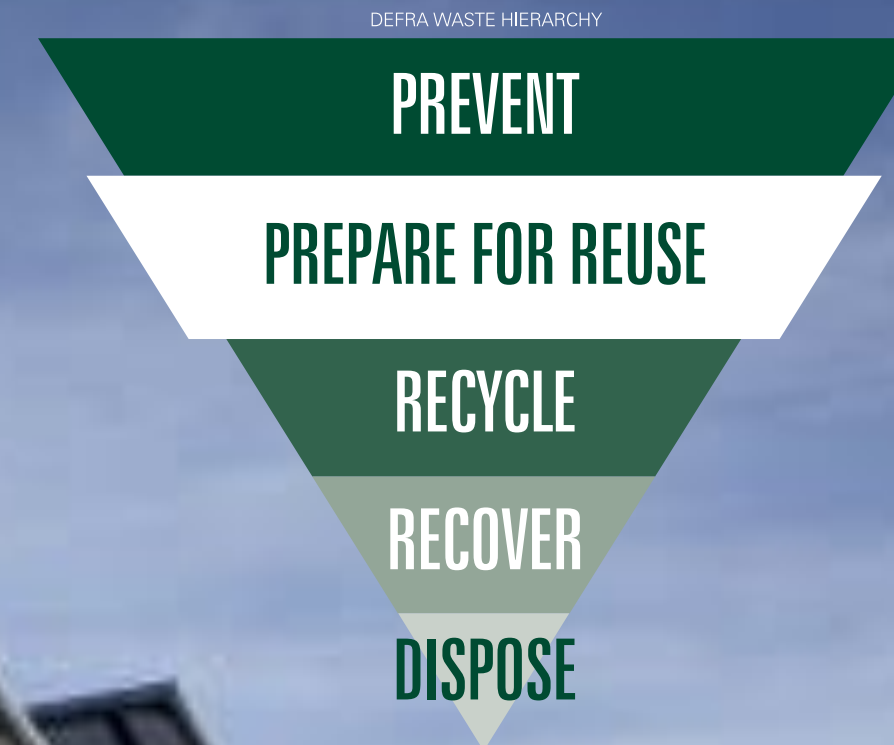 DEFRA WASTE HIERARCHY
PREVENT
PREPARE FOR REUSE
RECYCLE
RECOVER
DISPOSE